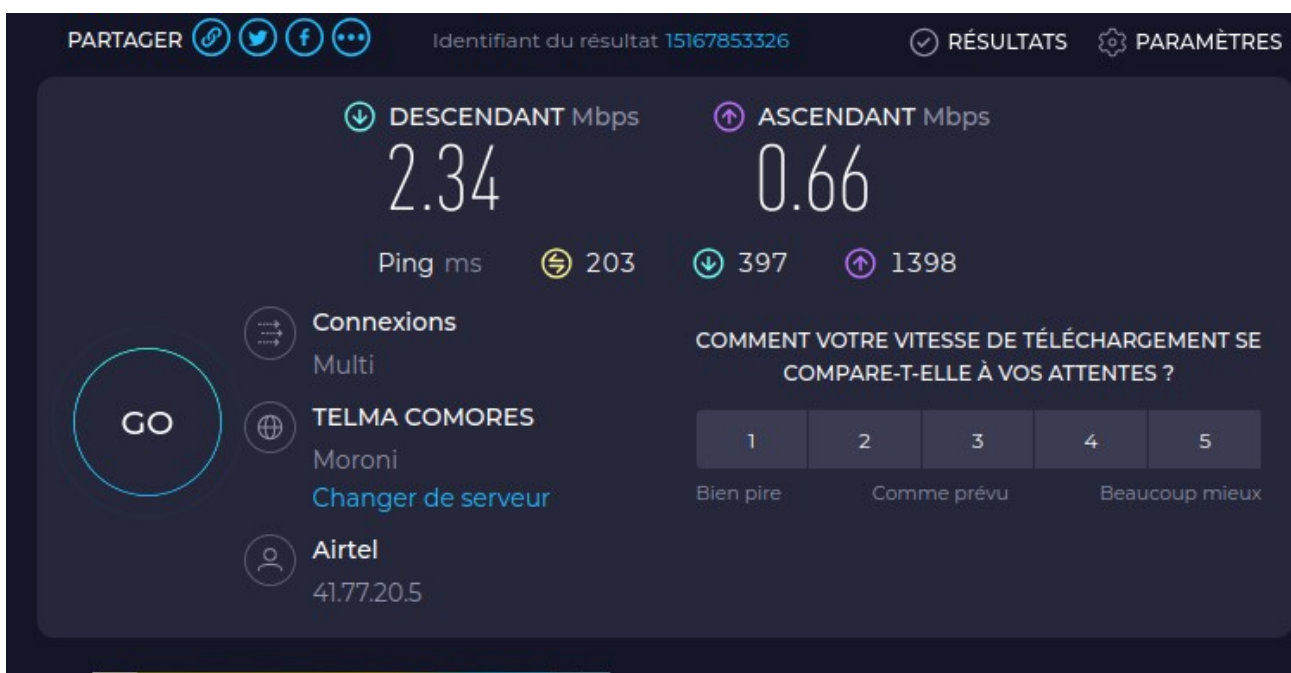 PARTAGER Identifiant du résultat 15167853326 RÉSULTATS PARAMÈTRES
DESCENDANT Mbps ASCENDANT Mbps
2.34 0.66
Ping ms 203 397 1398
Connexions
Multi
TELMA COMORES
Moroni
Changer de serveur
Airtel
41.77.20.5
GO
COMMENT VOTRE VITESSE DE TÉLÉCHARGEMENT SE
COMPARE-T-ELLE À VOS ATTENTES ?
1 2 3 4 5
Bien pire Comme prévu Beaucoup mieux